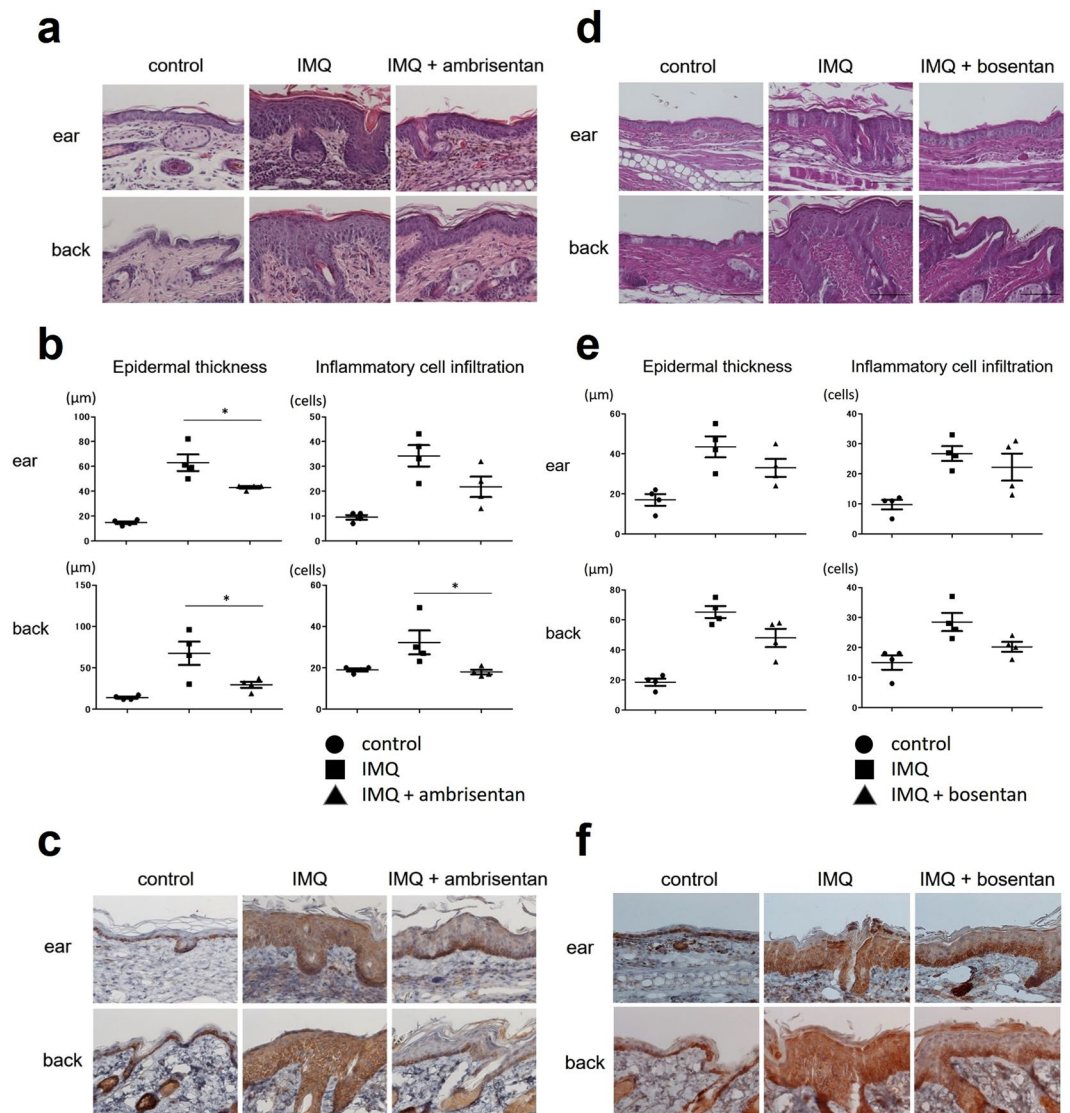 a
control IMQ IMQ + ambrisentan
ear
back
b
Epidermal thickness Inflammatory cell infiltration
(μm) (cells)
100 50
80 40
60 30
40 20
20 10
0 0
*
ear
(μm) (cells)
150 60
100 40
50 20
0 0
* *
back
control
IMQ
IMQ + ambrisentan
c
control IMQ IMQ + ambrisentan
ear
back
d
control IMQ IMQ + bosentan
ear
back
e
Epidermal thickness Inflammatory cell infiltration
(μm) (cells)
60 40
40 30
20 20
0 10
0
ear
(μm) (cells)
80 40
60 30
40 20
20 10
0 0
back
control
IMQ
IMQ + bosentan
f
control IMQ IMQ + bosentan
ear
back